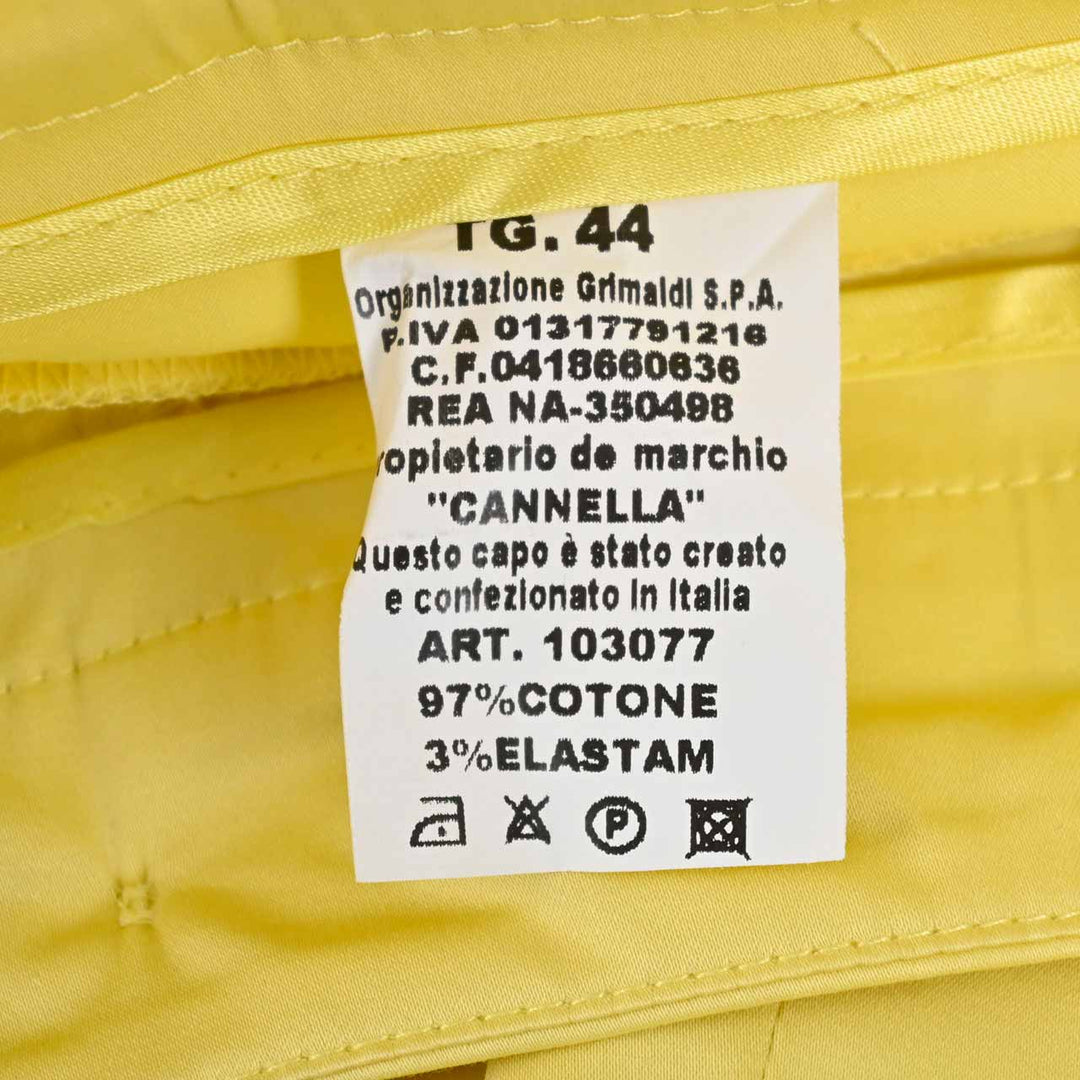 TG. 44
Organizzazione Grimaldi S.P.A.
P.IVA 01317791216
C.F.0418660636
REA NA-350498
ropietario de marchio
"CANNELLA"
Questo capo è stato creato
e confezionato in Italia
ART. 103077
97%COTONE
3%ELASTAM
P